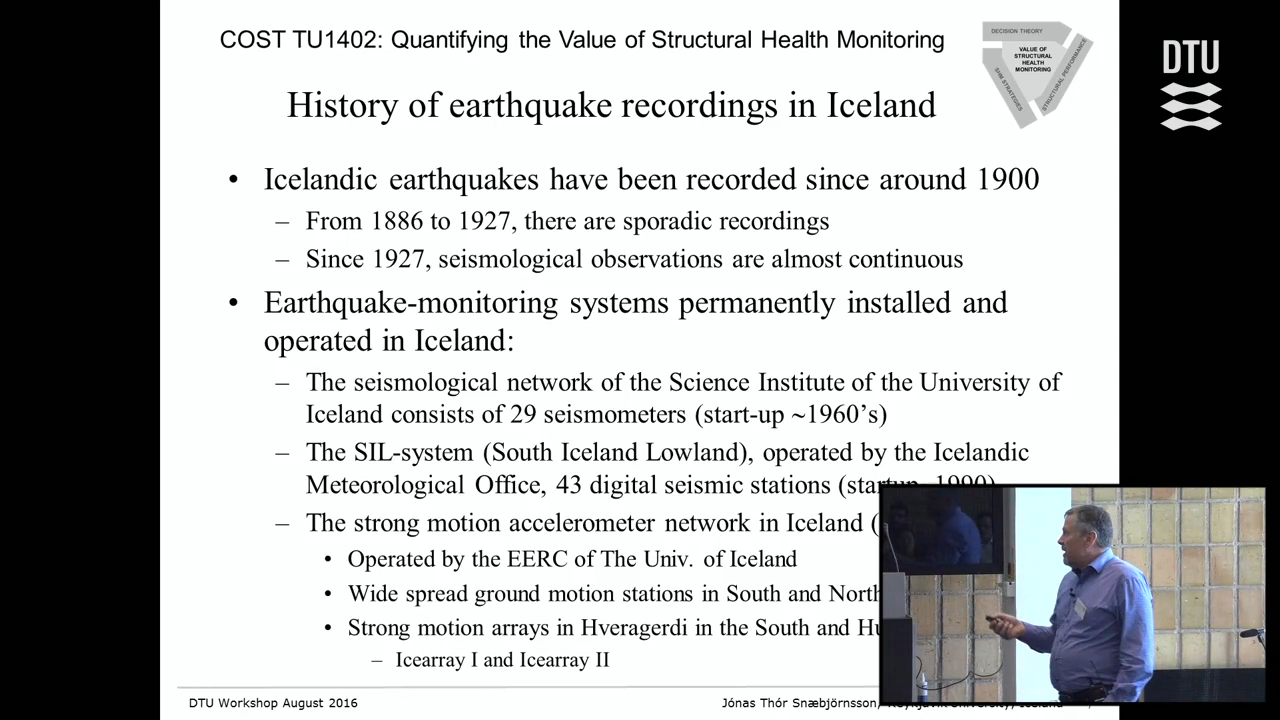 COST TU1402: Quantifying the Value of Structural Health Monitoring
DECISION THEORY
VALUE OF
STRUCTURAL
HEALTH
MONITORING
SHM STRATEGIES
STRUCTURAL PERFORMANCE
DTU
History of earthquake recordings in Iceland
• Icelandic earthquakes have been recorded since around 1900
– From 1886 to 1927, there are sporadic recordings
– Since 1927, seismological observations are almost continuous
• Earthquake-monitoring systems permanently installed and
operated in Iceland:
– The seismological network of the Science Institute of the University of
Iceland consists of 29 seismometers (start-up ~1960's)
– The SIL-system (South Iceland Lowland), operated by the Icelandic
Meteorological Office, 43 digital seismic stations (startup 1990)
– The strong motion accelerometer network in Iceland (
• Operated by the EERC of The Univ. of Iceland
• Wide spread ground motion stations in South and North
• Strong motion arrays in Hveragerdi in the South and
– Icearray I and Icearray II
DTU Workshop August 2016
Jónas Thór Snæbjörnsson, Reykjavik University, Iceland